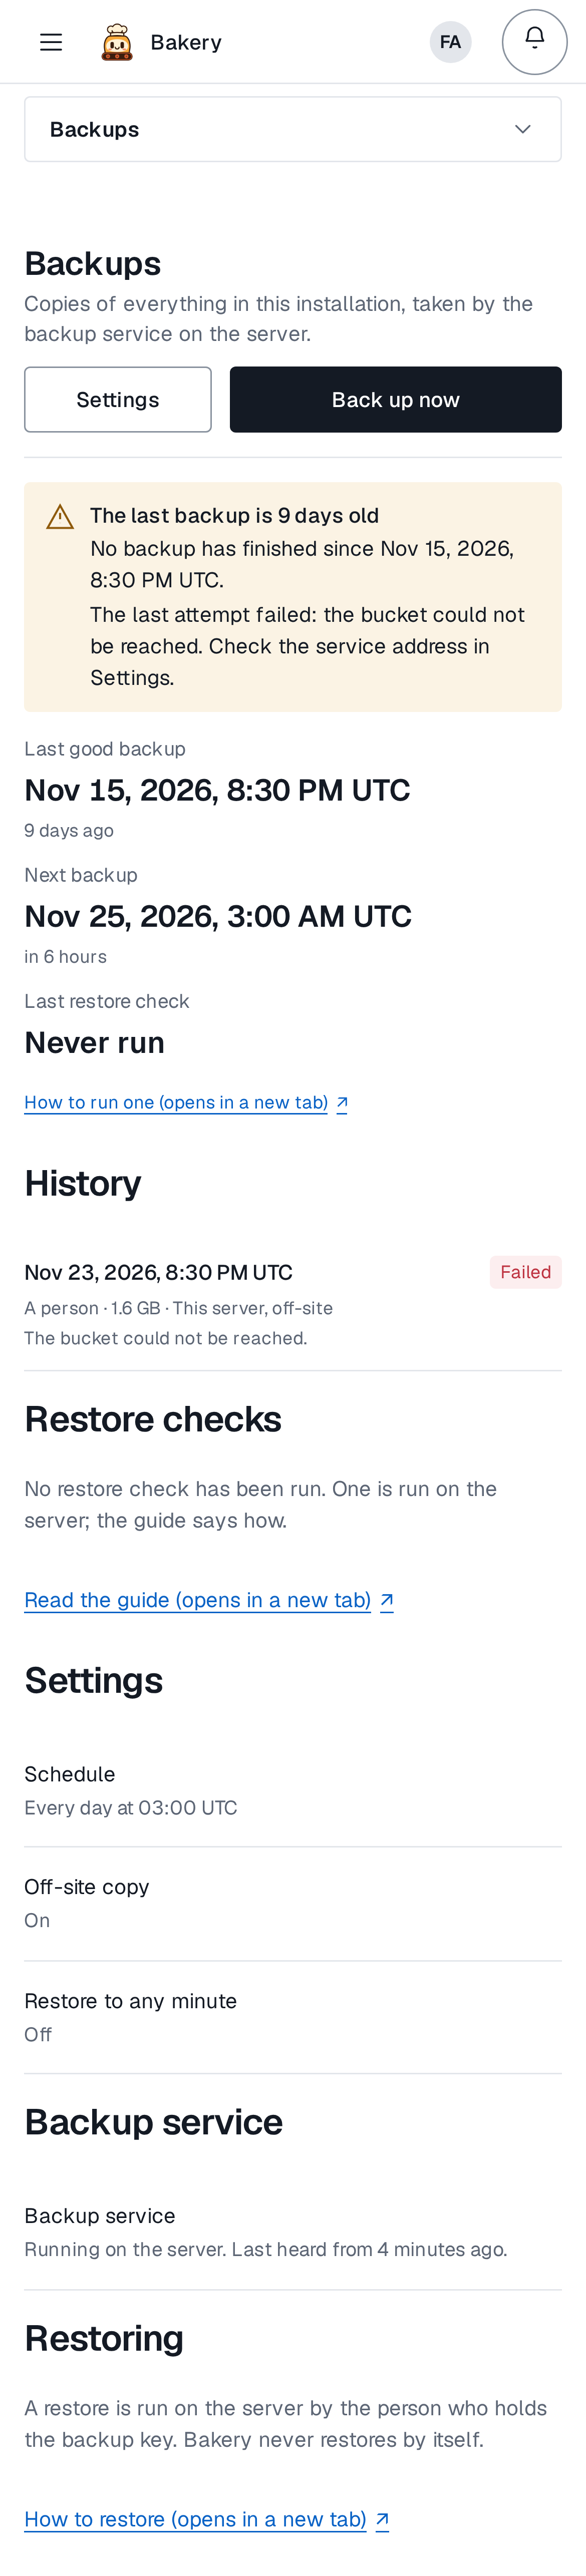 Bakery
FA
Backups
Backups
Copies of everything in this installation, taken by the
backup service on the server.
Settings
Back up now
The last backup is 9 days old
No backup has finished since Nov 15, 2026,
8:30 PM UTC.
The last attempt failed: the bucket could not
be reached. Check the service address in
Settings.
Last good backup
Nov 15, 2026, 8:30 PM UTC
9 days ago
Next backup
Nov 25, 2026, 3:00 AM UTC
in 6 hours
Last restore check
Never run
How to run one (opens in a new tab)
History
Nov 23, 2026, 8:30 PM UTC
Failed
A person · 1.6 GB · This server, off-site
The bucket could not be reached.
Restore checks
No restore check has been run. One is run on the
server; the guide says how.
Read the guide (opens in a new tab)
Settings
Schedule
Every day at 03:00 UTC
Off-site copy
On
Restore to any minute
Off
Backup service
Backup service
Running on the server. Last heard from 4 minutes ago.
Restoring
A restore is run on the server by the person who holds
the backup key. Bakery never restores by itself.
How to restore (opens in a new tab)